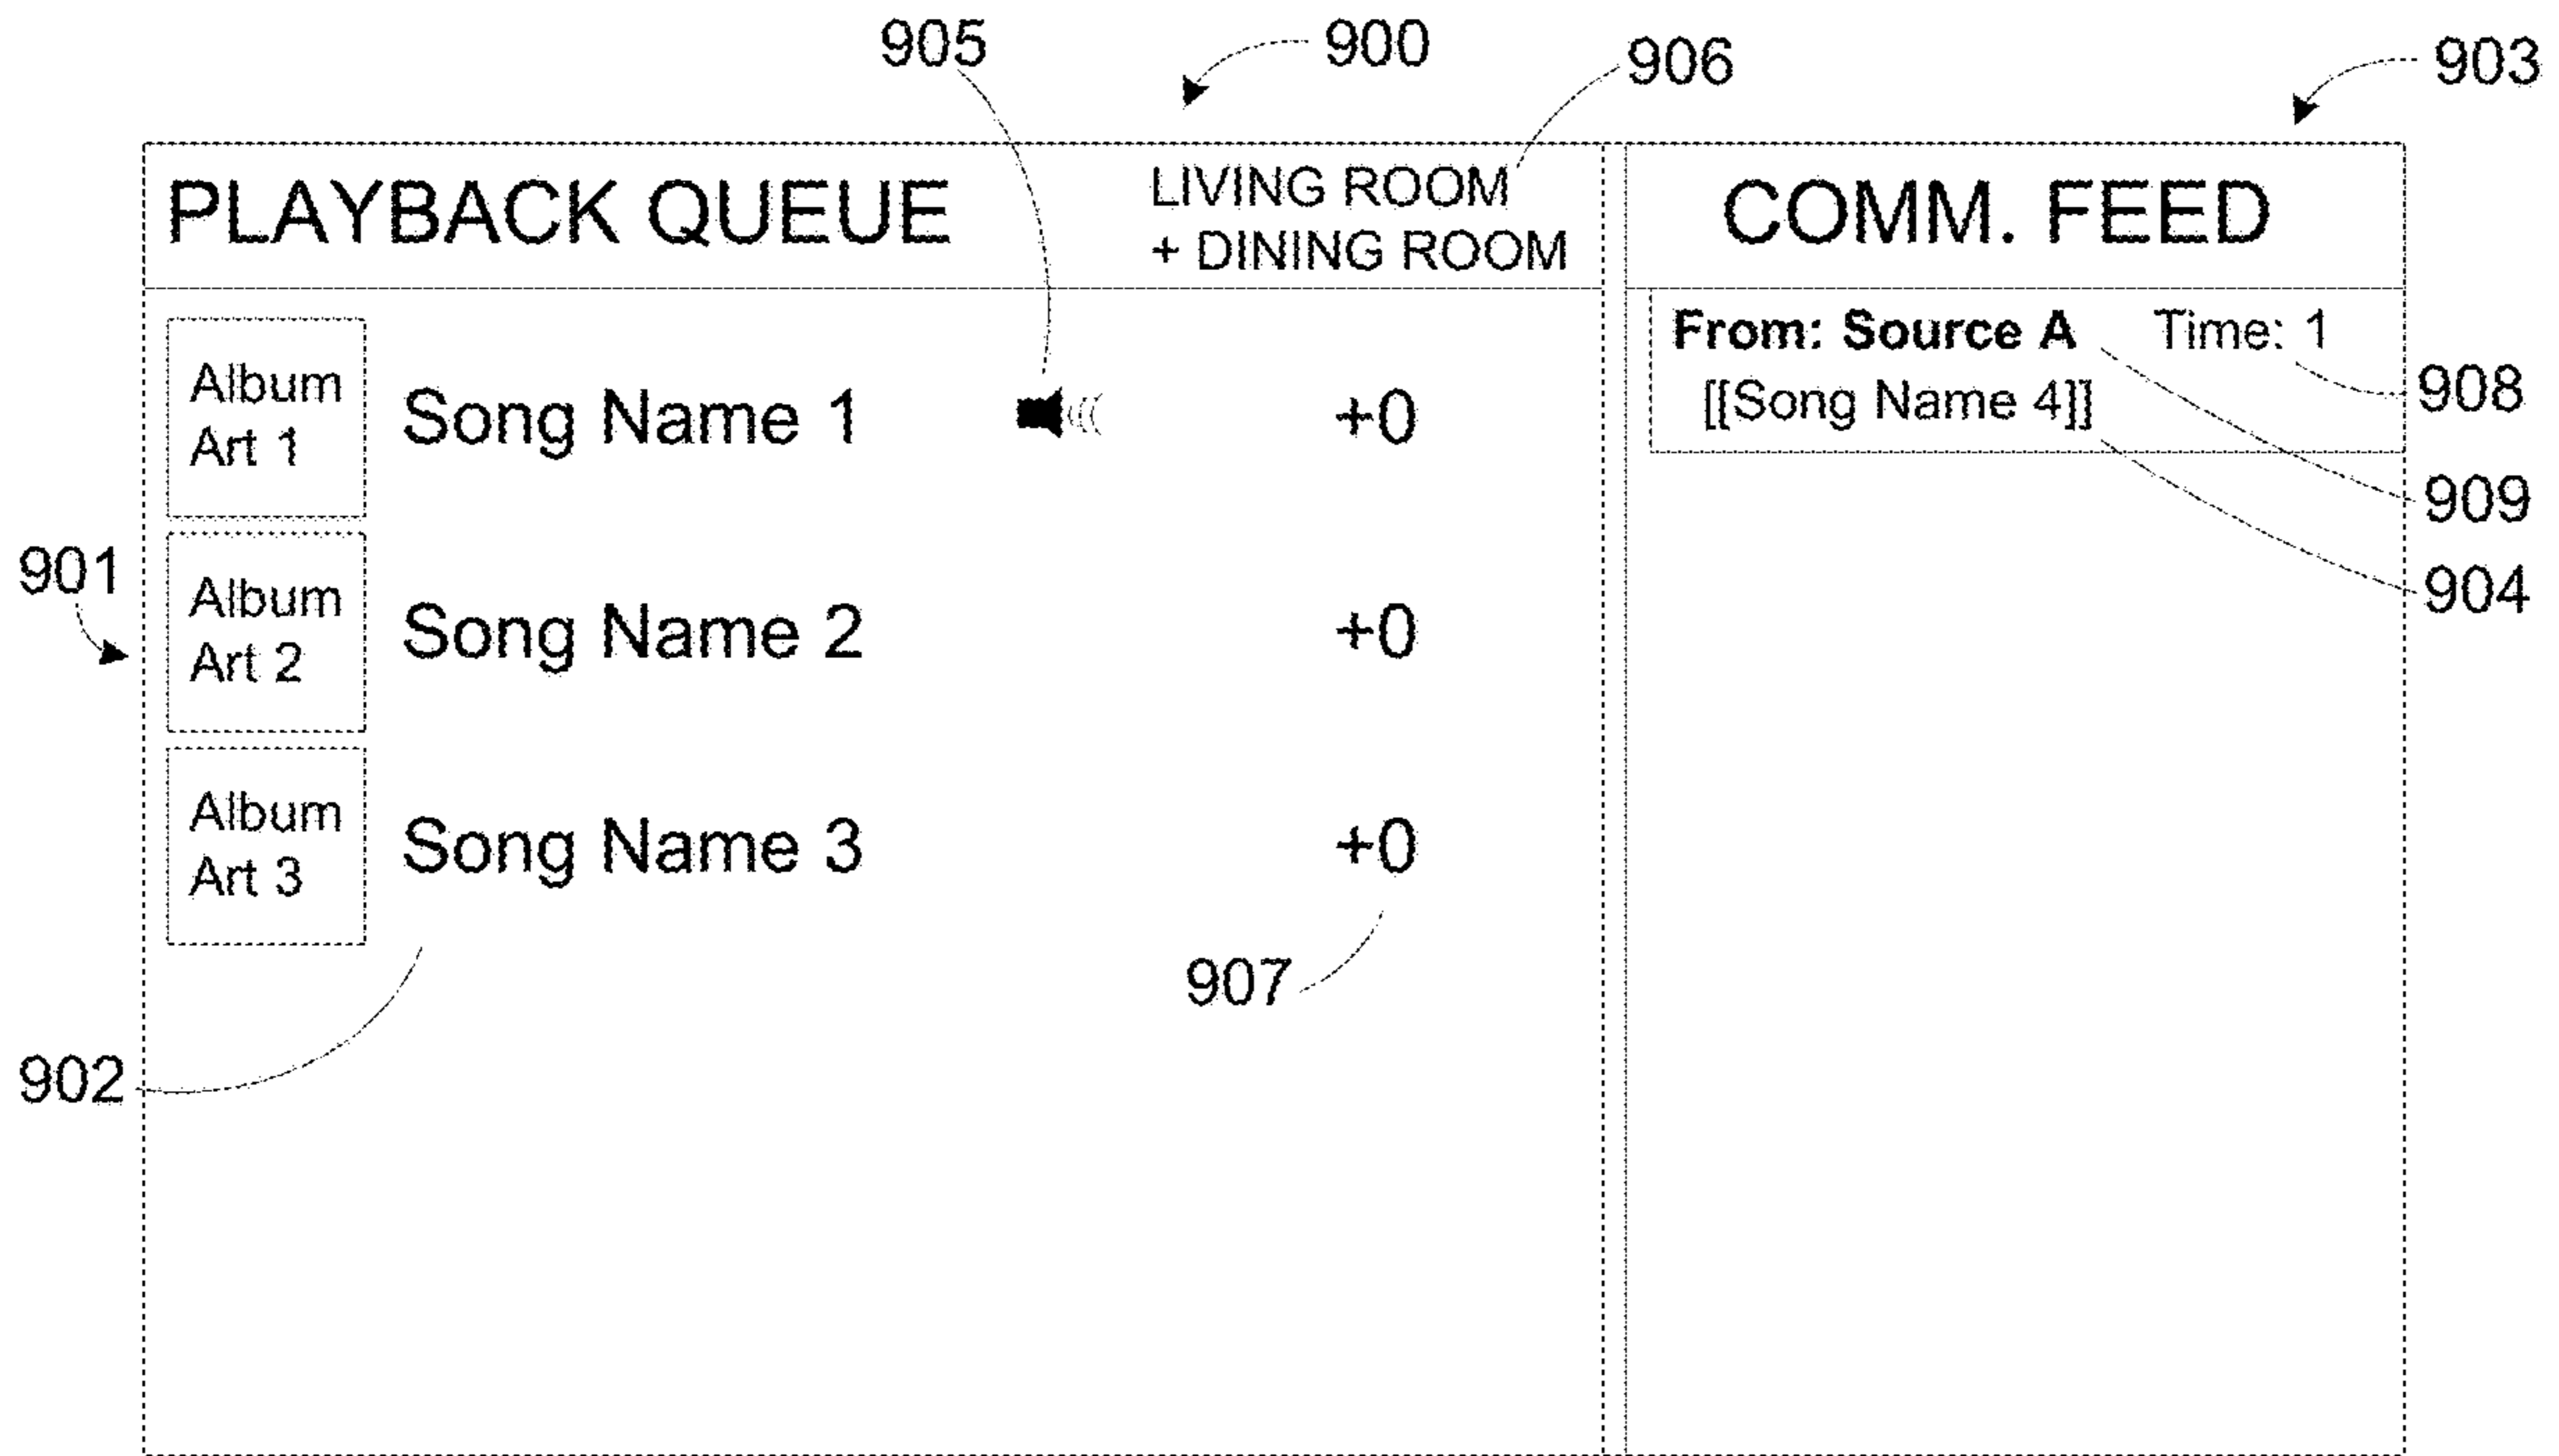 905
900
906
903
PLAYBACK QUEUE
LIVING ROOM
+ DINING ROOM
COMM. FEED
Album
Art 1
Song Name 1
+0
From: Source A
Time: 1
[[Song Name 4]]
908
909
904
901
Album
Art 2
Song Name 2
+0
Album
Art 3
Song Name 3
+0
907
902